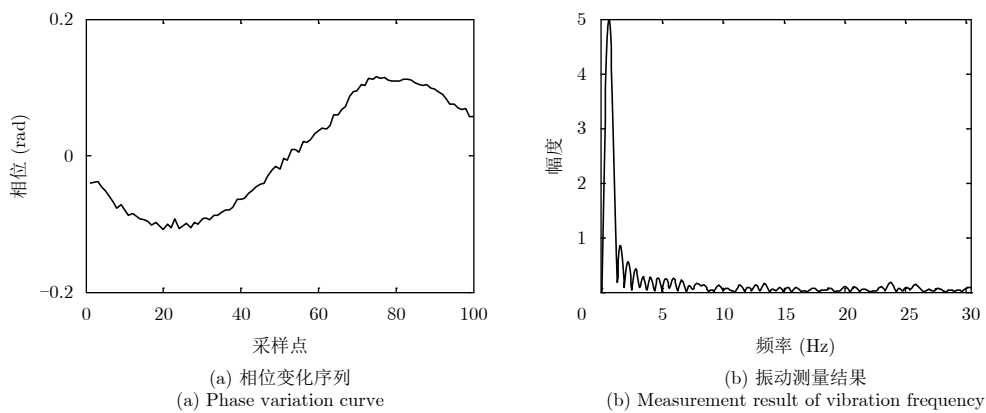 0.2
0
−0.2
相位 (rad)
0
20
40
60
80
100
采样点
(a) 相位变化序列
(a) Phase variation curve
5
4
3
2
1
幅度
0
5
10
15
20
25
30
频率 (Hz)
(b) 振动测量结果
(b) Measurement result of vibration frequency